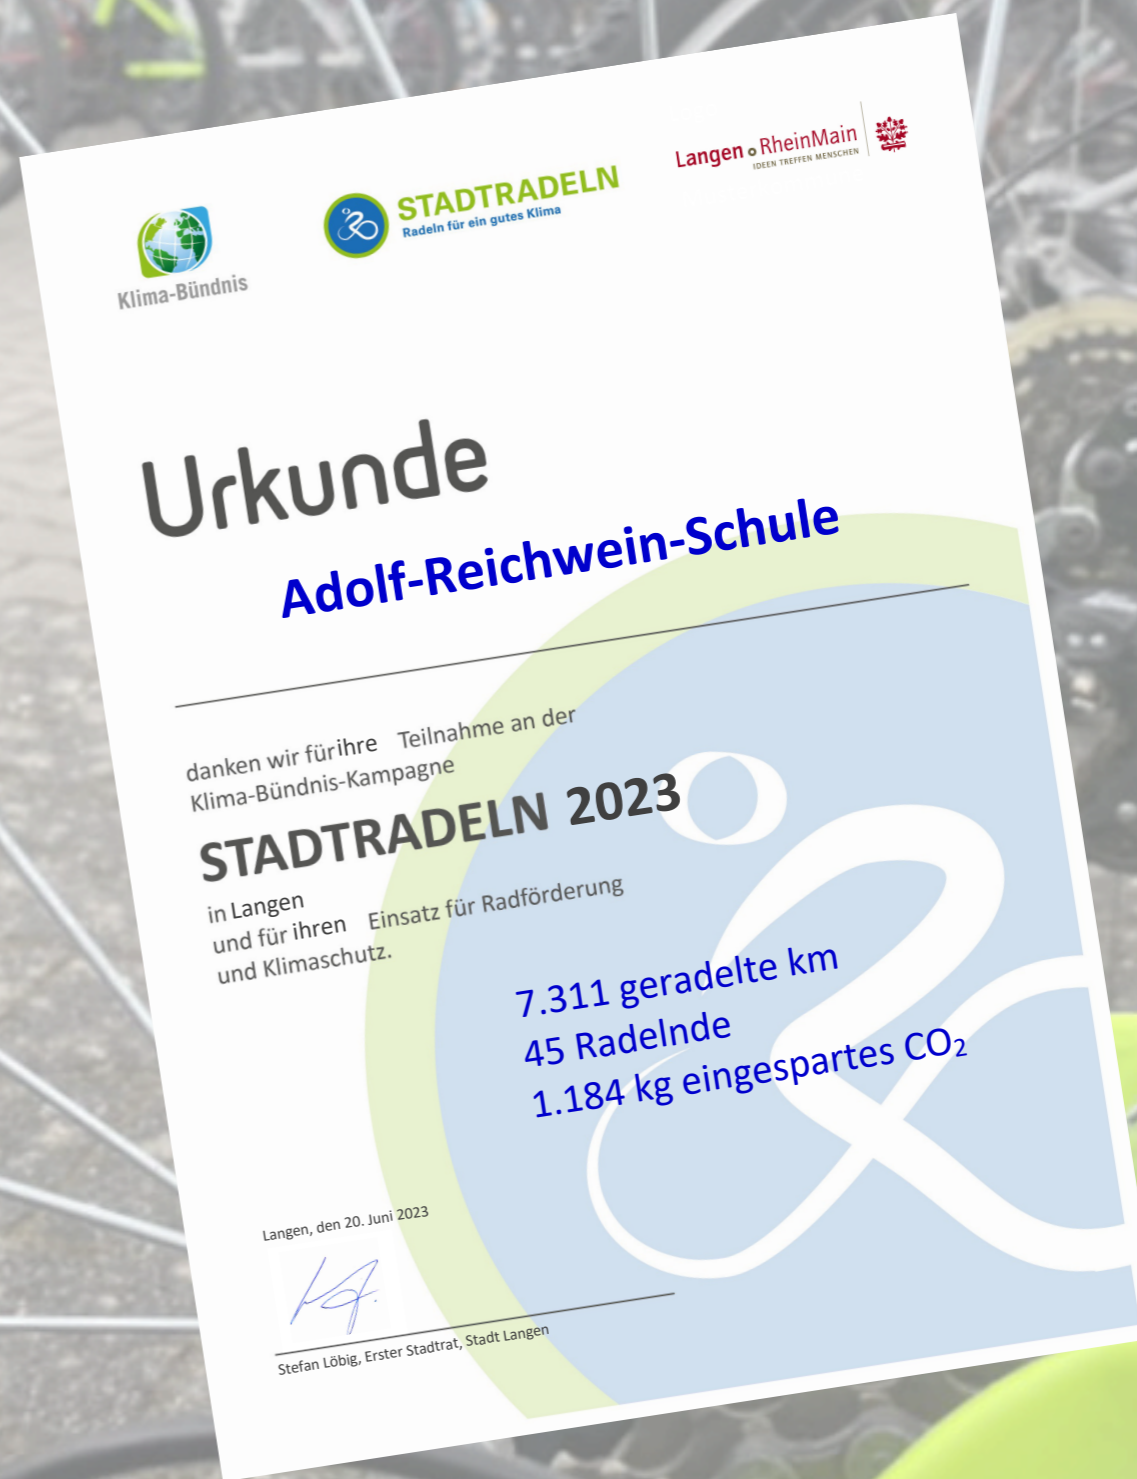 Klima-Bündnis
STADTRADELN
Radeln für ein gutes Klima
Langen RheinMain
IDEEN TREFFEN MENSCHEN
Urkunde
Adolf-Reichwein-Schule
danken wir für ihre Teilnahme an der
Klima-Bündnis-Kampagne
STADTRADELN 2023
in Langen
und für ihren Einsatz für Radförderung
und Klimaschutz.
7.311 geradelte km
45 Radelnde
1.184 kg eingespartes CO₂
Langen, den 20. Juni 2023
Stefan Löbig, Erster Stadtrat, Stadt Langen